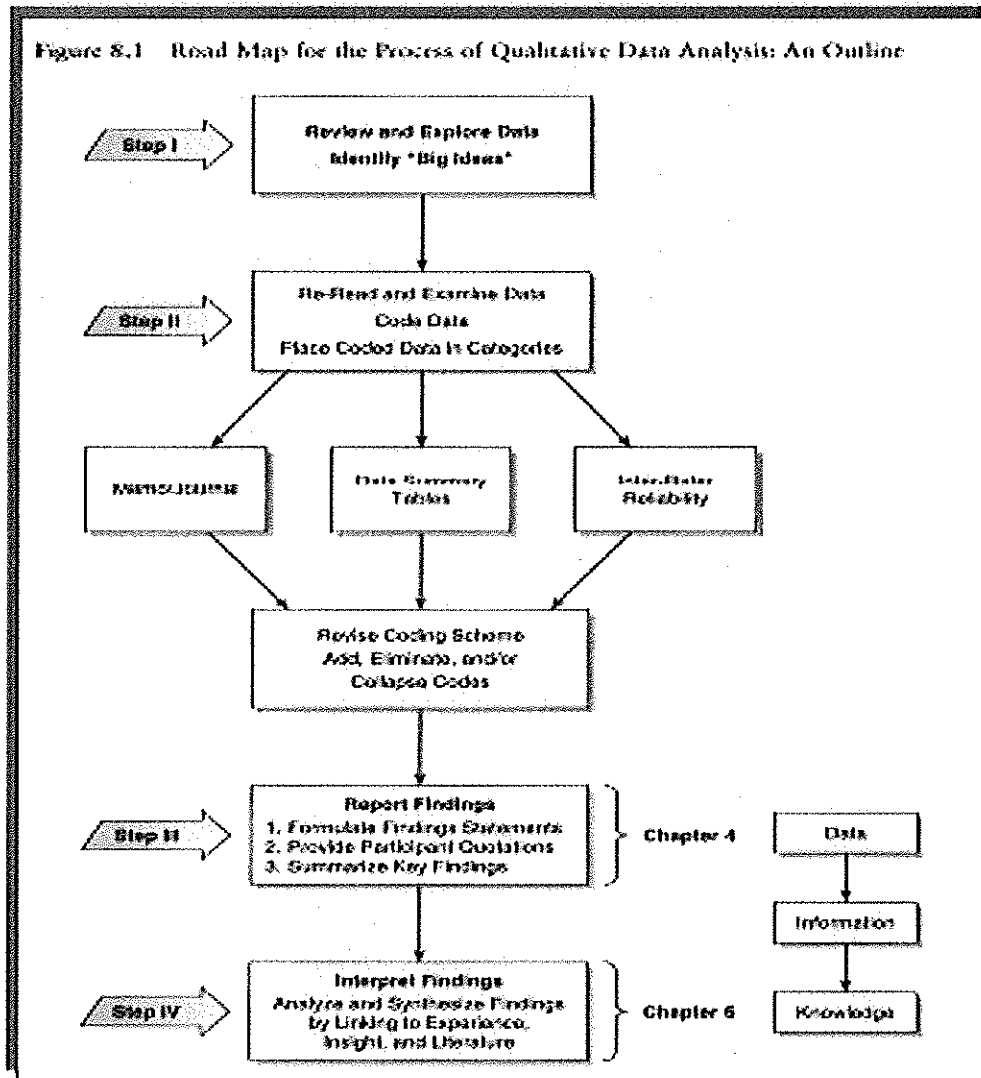 Figure 8.1 Road Map for the Process of Qualitative Data Analysis: An Outline
Step I
Review and Explore Data
Identify "Big Ideas"
Step II
Re-Read and Examine Data
Code Data
Place Coded Data in Categories
Data Summary
Tables
Inter-Rater
Reliability
Revise Coding Scheme
Add, Eliminate, and/or
Collapse Codes
Step III
Report Findings
1. Formulate Findings Statements
2. Provide Participant Quotations
3. Summarize Key Findings
Chapter 4
Data
Information
Knowledge
Step IV
Interpret Findings
Analyze and Synthesize Findings
by Linking to Experience,
Insight, and Literature
Chapter